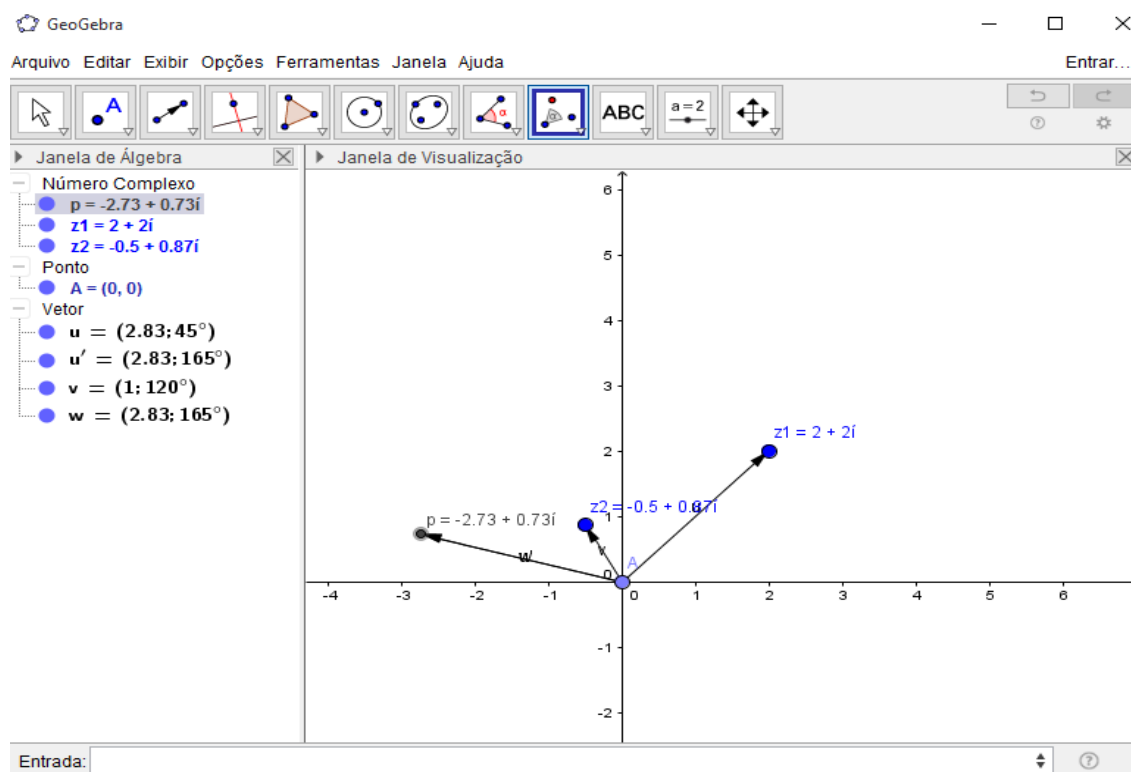 GeoGebra
Arquivo Editar Exibir Opções Ferramentas Janela Ajuda Entrar...
A α α ABC a=2
Janela de Álgebra
Número Complexo
p = -2.73 + 0.73í
z1 = 2 + 2í
z2 = -0.5 + 0.87í
Ponto
A = (0, 0)
Vetor
u = (2.83; 45°)
u′ = (2.83; 165°)
v = (1; 120°)
w = (2.83; 165°)
Janela de Visualização
6
5
4
3
2
1
0
-1
-2
-4 -3 -2 -1 0 1 2 3 4 5 6
z1 = 2 + 2í
z2 = -0.5 + 0.87í
u
p = -2.73 + 0.73í
v
w
A
Entrada: